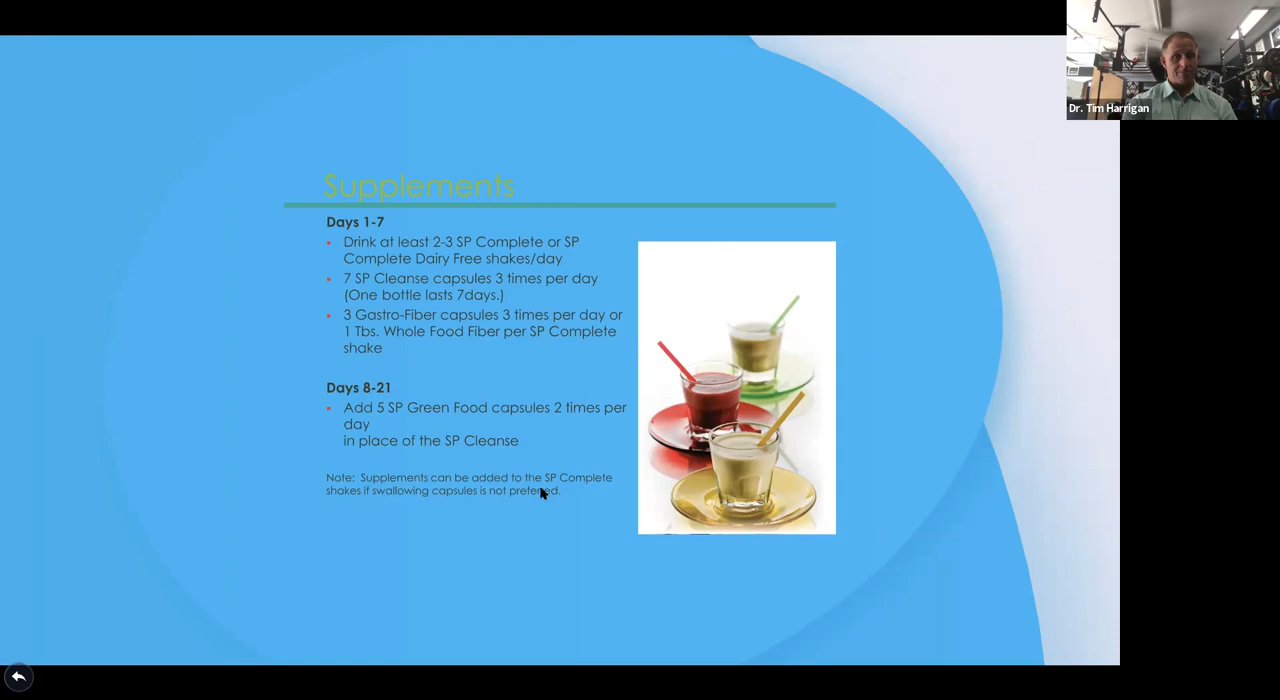 Dr. Tim Harrigan
Supplements
Days 1-7
Drink at least 2-3 SP Complete or SP
Complete Dairy Free shakes/day
7 SP Cleanse capsules 3 times per day
(One bottle lasts 7days.)
3 Gastro-Fiber capsules 3 times per day or
1 Tbs. Whole Food Fiber per SP Complete
shake
Days 8-21
Add 5 SP Green Food capsules 2 times per
day
in place of the SP Cleanse
Note:  Supplements can be added to the SP Complete
shakes if swallowing capsules is not preferred.